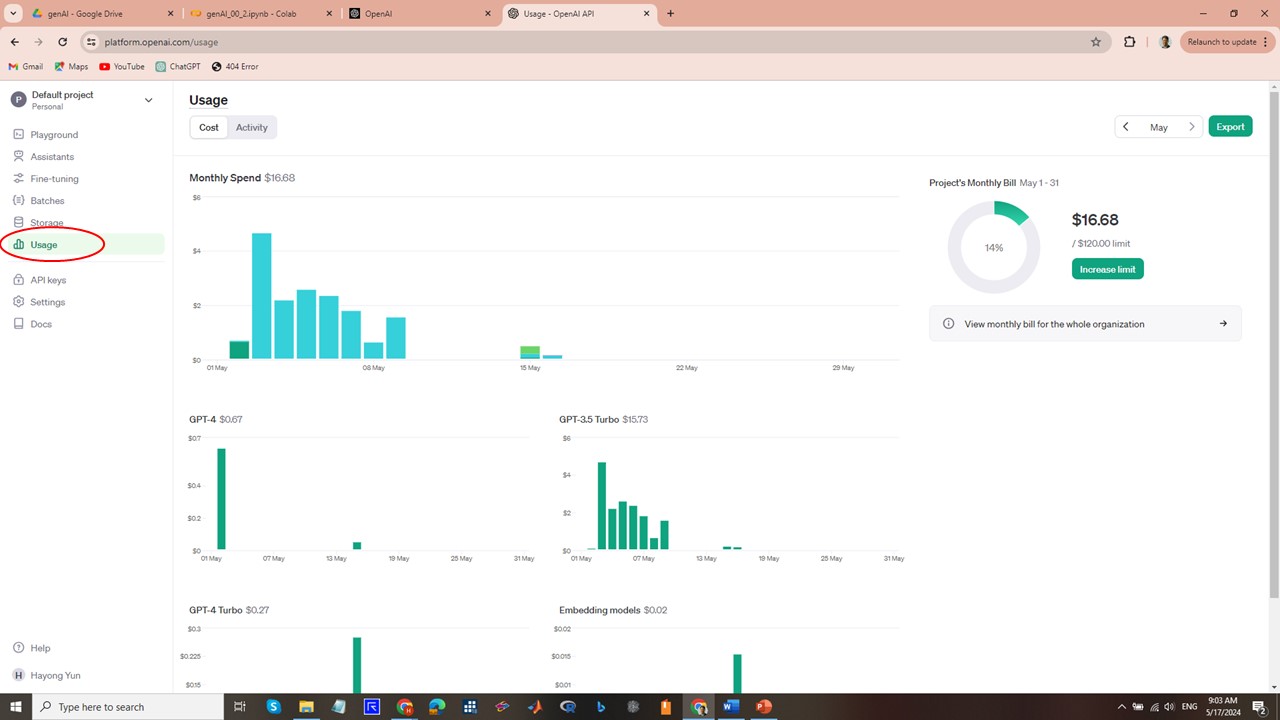 genAI - Google Drive
genAI_00_2.ipynb - Colab
OpenAI
Usage - OpenAI API
platform.openai.com/usage
Relaunch to update
Gmail
Maps
YouTube
ChatGPT
404 Error
P
Default project
Personal
Playground
Assistants
Fine-tuning
Batches
Storage
Usage
API keys
Settings
Docs
Help
H Hayong Yun
Usage
Cost
Activity
May
Export
Monthly Spend $16.68
$6
$4
$2
$0
01 May
08 May
15 May
22 May
29 May
Project's Monthly Bill May 1 - 31
14%
$16.68
/ $120.00 limit
Increase limit
View monthly bill for the whole organization
GPT-4 $0.67
$0.7
$0.4
$0.2
$0
01 May
07 May
13 May
19 May
25 May
31 May
GPT-3.5 Turbo $15.73
$6
$4
$2
$0
01 May
07 May
13 May
19 May
25 May
31 May
GPT-4 Turbo $0.27
$0.3
$0.225
$0.15
Embedding models $0.02
$0.02
$0.015
$0.01
Type here to search
ENG
9:03 AM
5/17/2024